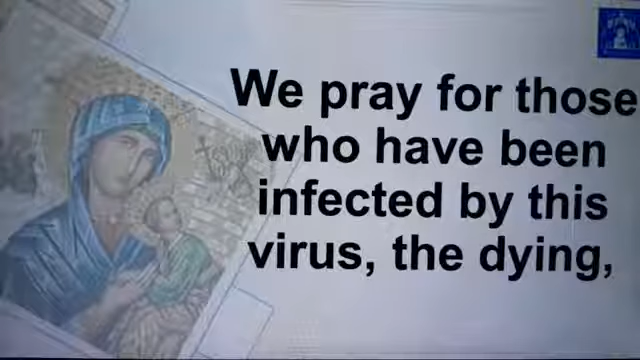 We pray for those
who have been
infected by this
virus, the dying,